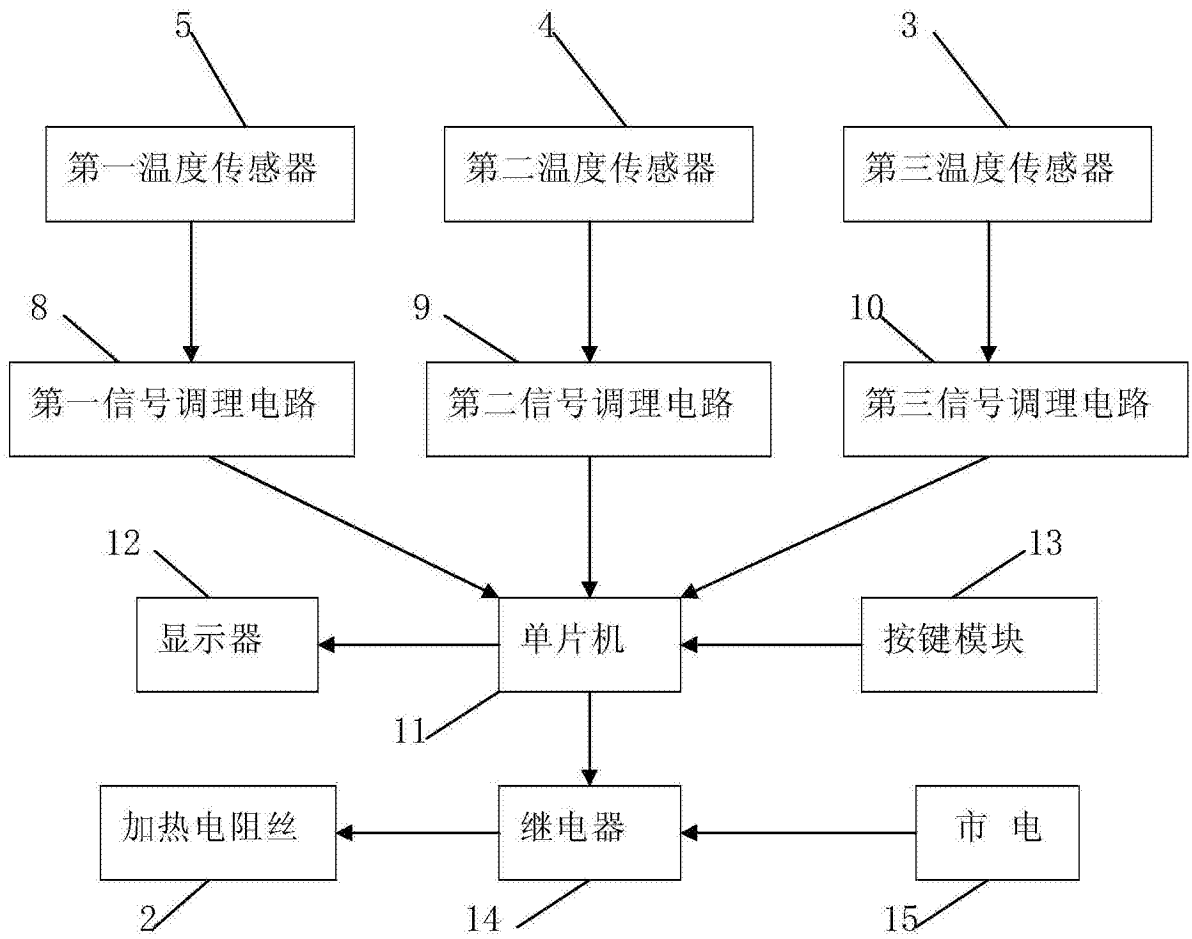 5 4 3
第一温度传感器 第二温度传感器 第三温度传感器
8 9 10
第一信号调理电路 第二信号调理电路 第三信号调理电路
12 13
显示器 单片机 按键模块
11
加热电阻丝 继电器 市 电
2 14 15